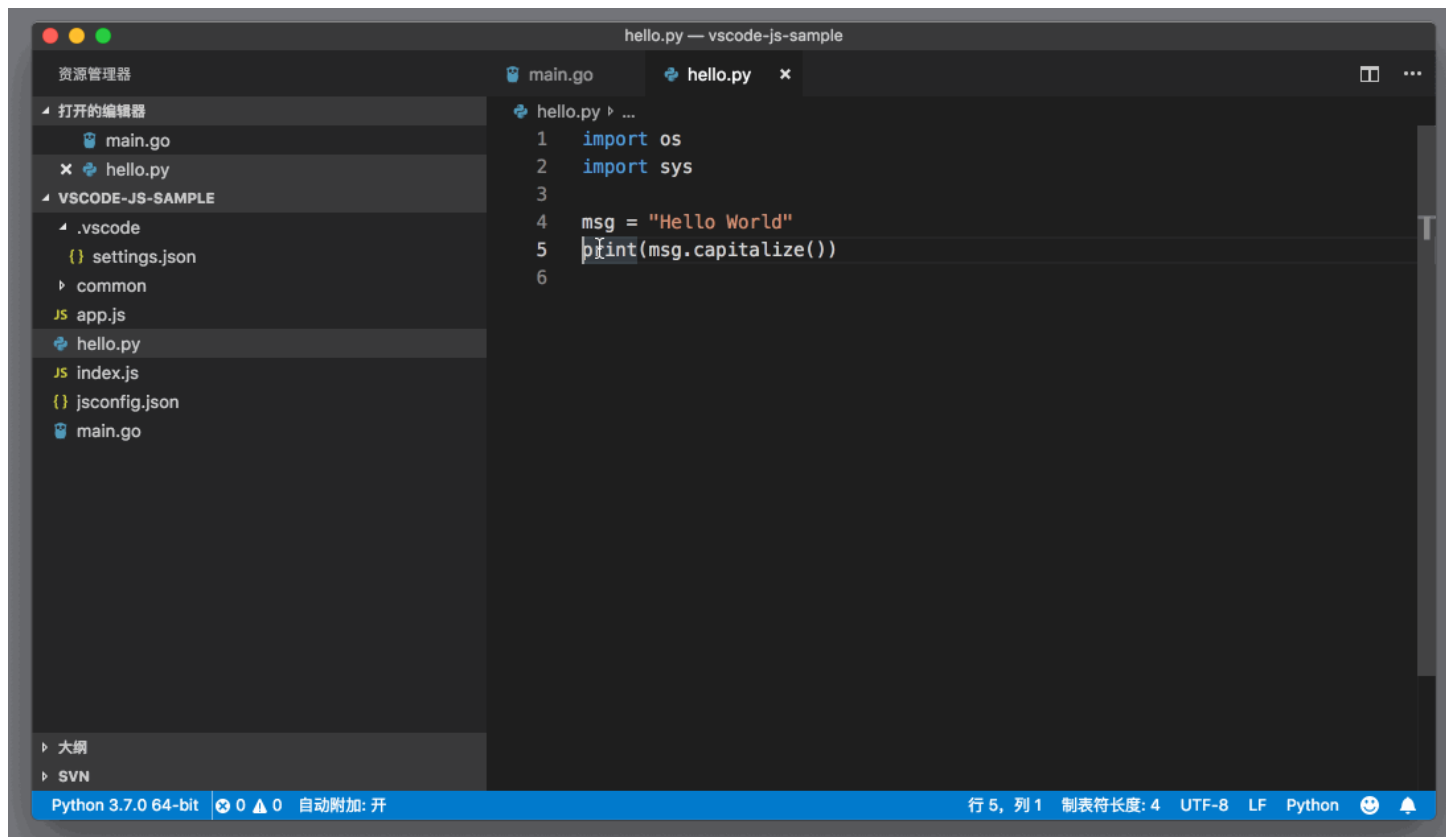 hello.py — vscode-js-sample
资源管理器
打开的编辑器
main.go
hello.py
VSCODE-JS-SAMPLE
.vscode
{} settings.json
common
JS app.js
hello.py
JS index.js
{} jsconfig.json
main.go
大纲
SVN
main.go hello.py
hello.py ...
1 import os
2 import sys
3
4 msg = "Hello World"
5 print(msg.capitalize())
6
Python 3.7.0 64-bit 0 0 自动附加: 开 行 5，列 1 制表符长度: 4 UTF-8 LF Python